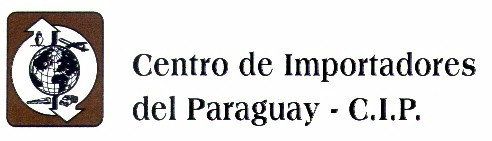 Centro de Importadores
del Paraguay - C.I.P.